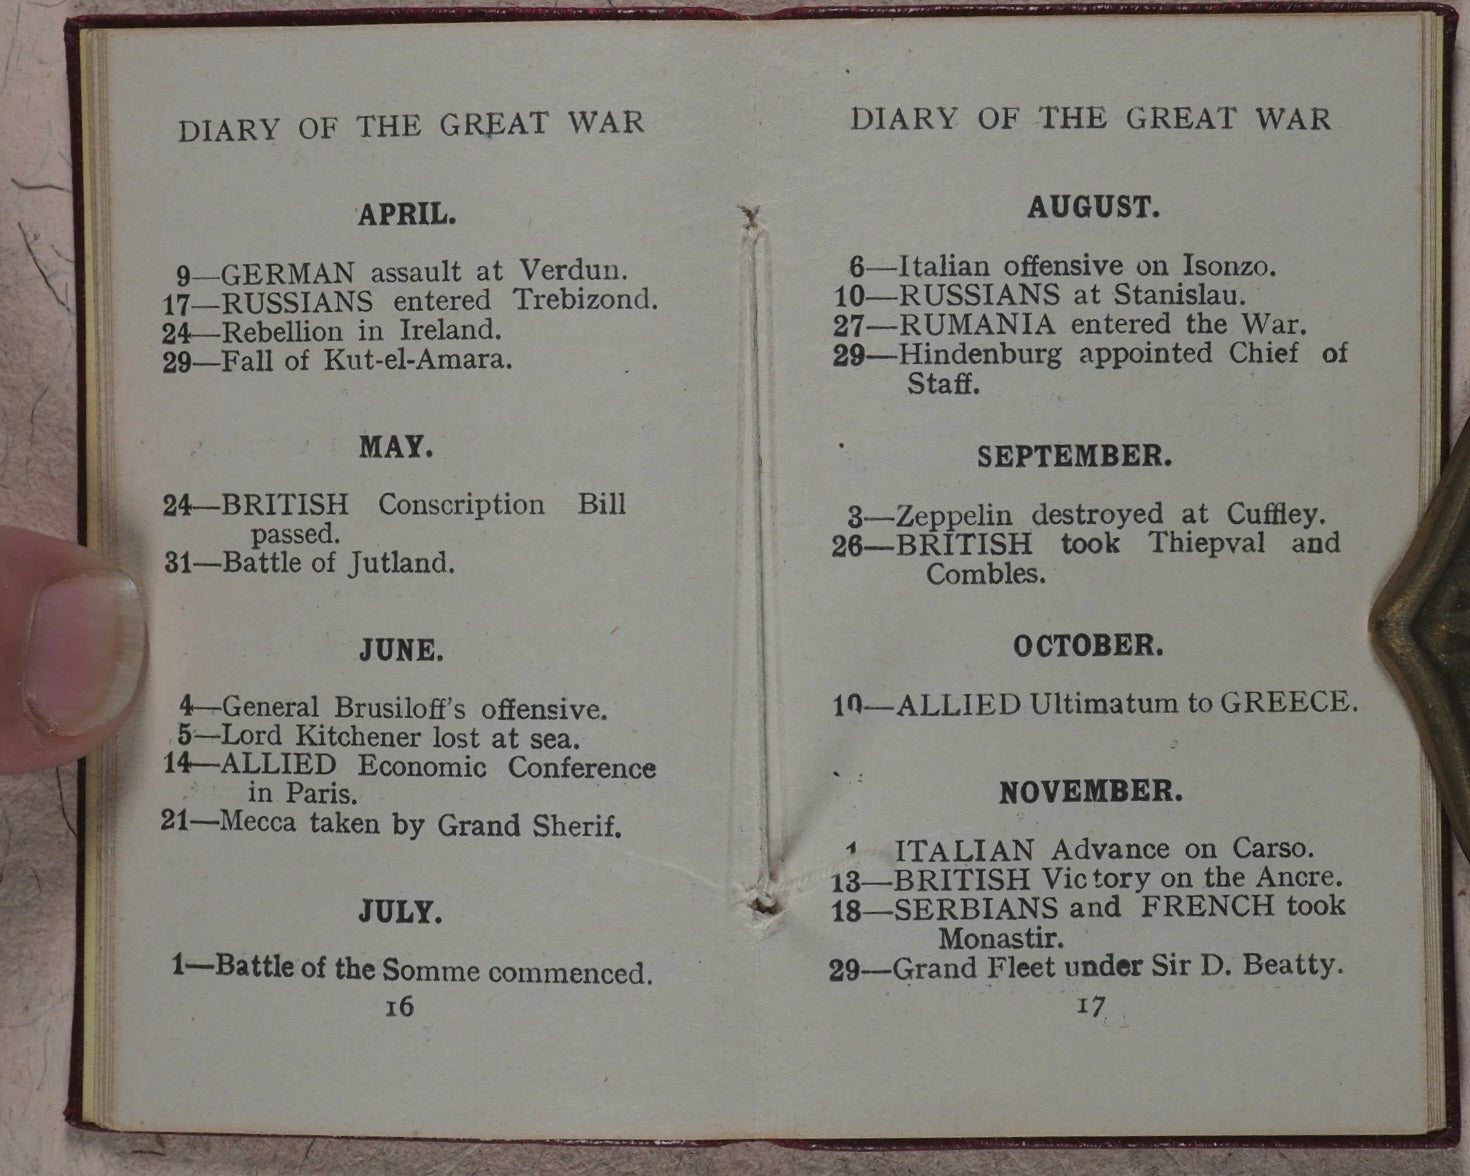 DIARY OF THE GREAT WAR
APRIL.
9—GERMAN assault at Verdun.
17—RUSSIANS entered Trebizond.
24—Rebellion in Ireland.
29—Fall of Kut-el-Amara.
MAY.
24—BRITISH Conscription Bill
passed.
31—Battle of Jutland.
JUNE.
4—General Brusiloff's offensive.
5—Lord Kitchener lost at sea.
14—ALLIED Economic Conference
in Paris.
21—Mecca taken by Grand Sherif.
JULY.
1—Battle of the Somme commenced.
16
DIARY OF THE GREAT WAR
AUGUST.
6—Italian offensive on Isonzo.
10—RUSSIANS at Stanislau.
27—RUMANIA entered the War.
29—Hindenburg appointed Chief of
Staff.
SEPTEMBER.
3—Zeppelin destroyed at Cuffley.
26—BRITISH took Thiepval and
Combles.
OCTOBER.
10—ALLIED Ultimatum to GREECE.
NOVEMBER.
1 ITALIAN Advance on Carso.
13—BRITISH Victory on the Ancre.
18—SERBIANS and FRENCH took
Monastir.
29—Grand Fleet under Sir D. Beatty.
17